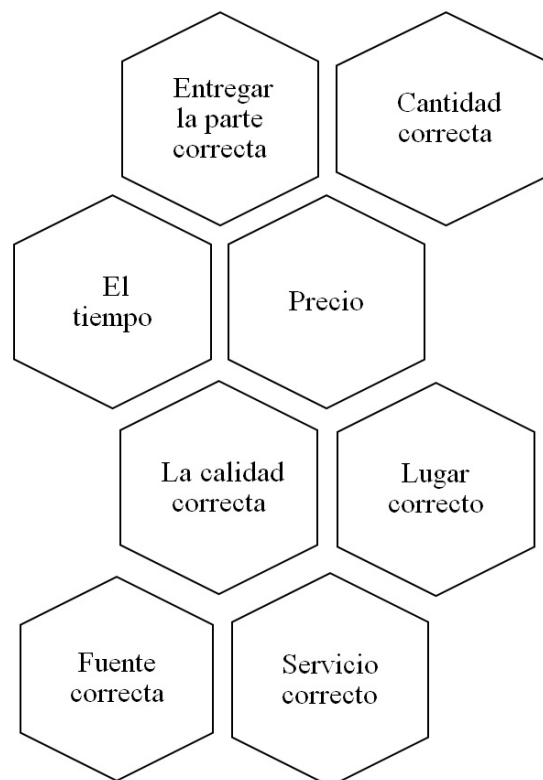 Entregar
la parte
correcta
Cantidad
correcta
El
tiempo
Precio
La calidad
correcta
Lugar
correcto
Fuente
correcta
Servicio
correcto